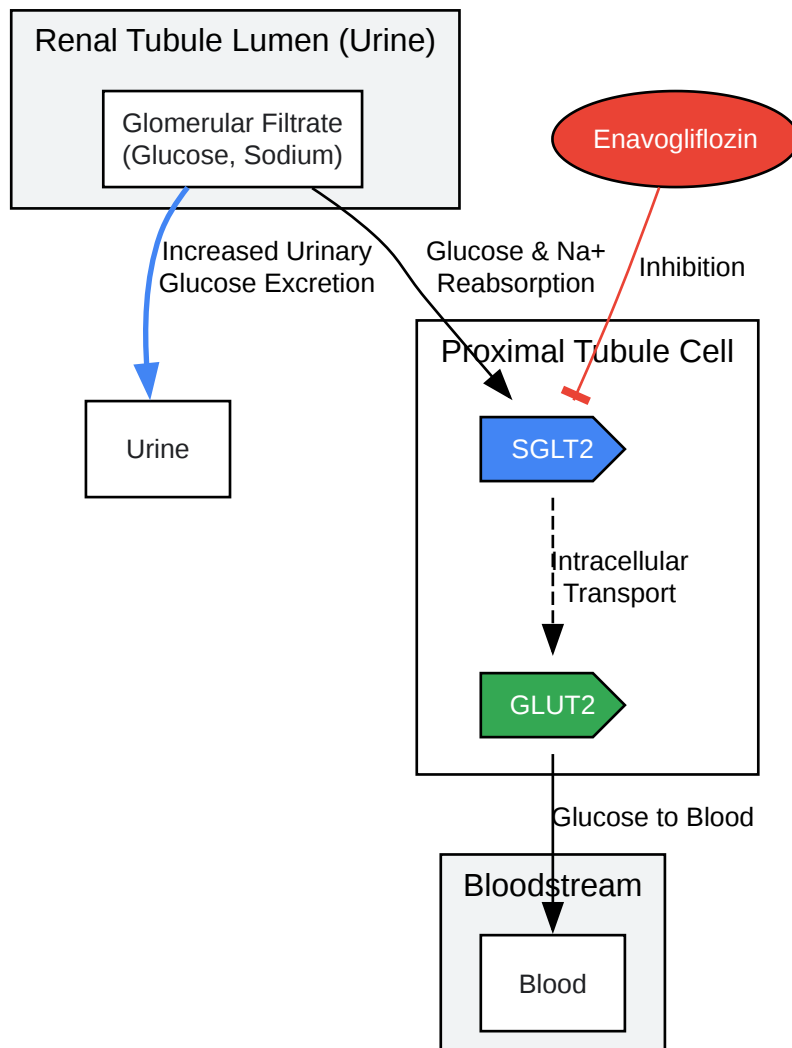 Renal Tubule Lumen (Urine)
Glomerular Filtrate
(Glucose, Sodium)
Enavogliflozin
Increased Urinary
Glucose Excretion
Glucose & Na+
Reabsorption
Inhibition
Proximal Tubule Cell
Urine
SGLT2
Intracellular
Transport
GLUT2
Glucose to Blood
Bloodstream
Blood